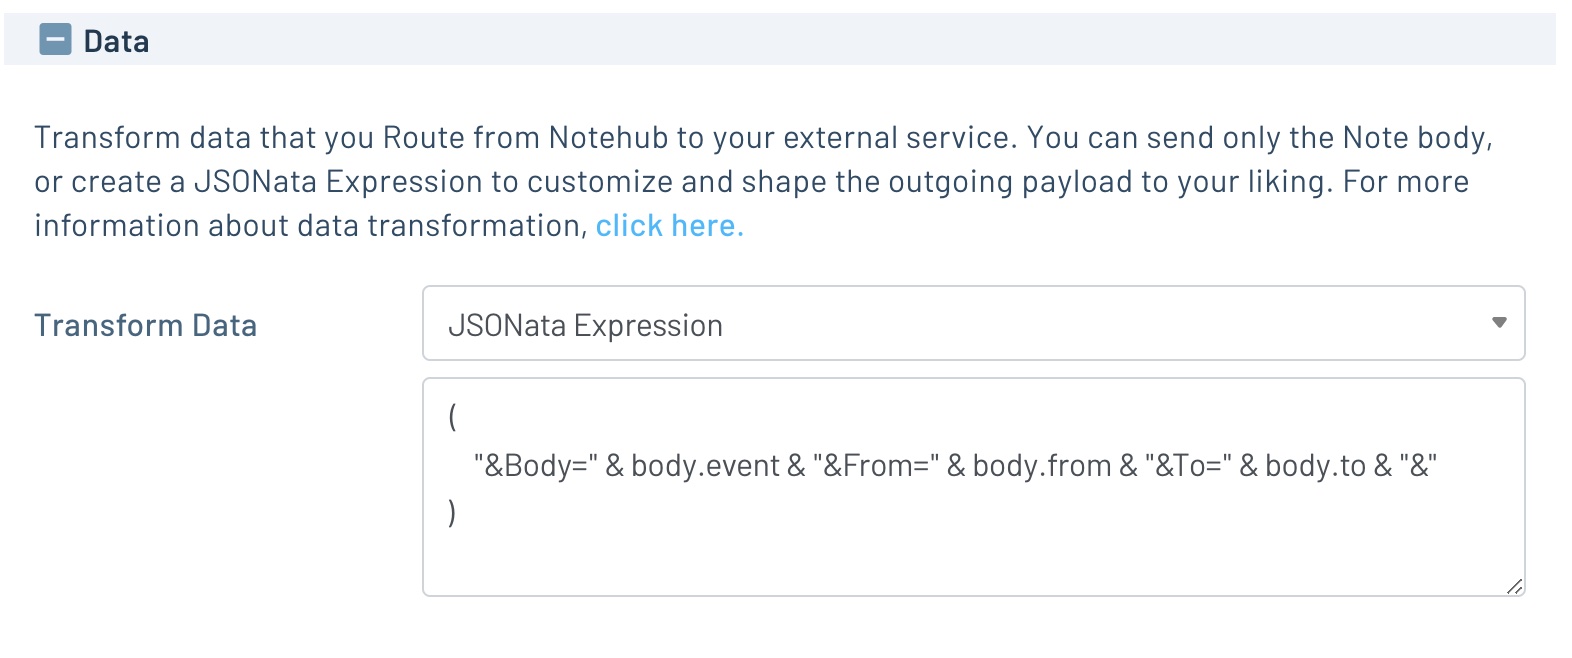 Data
Transform data that you Route from Notehub to your external service. You can send only the Note body,
or create a JSONata Expression to customize and shape the outgoing payload to your liking. For more
information about data transformation, click here.
Transform Data
JSONata Expression
(
"&Body=" & body.event & "&From=" & body.from & "&To=" & body.to & "&"
)